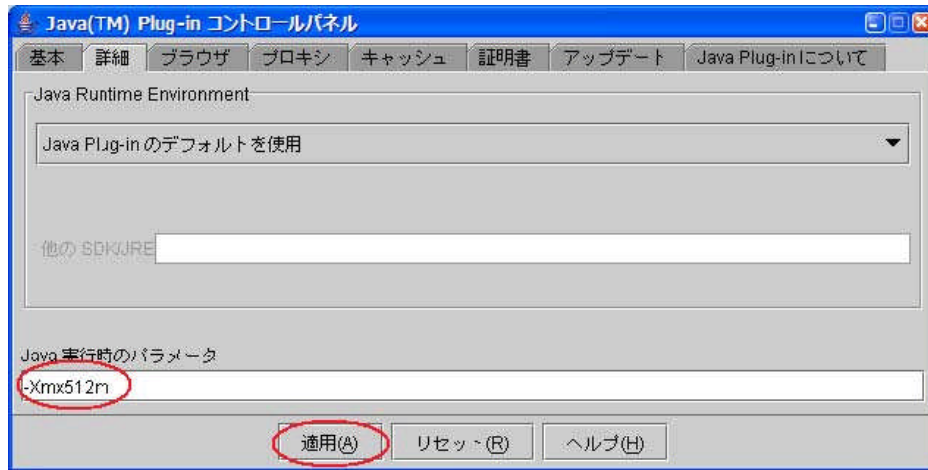 Java(TM) Plug-in コントロールパネル
基本 詳細 ブラウザ プロキシ キャッシュ 証明書 アップデート Java Plug-in について
Java Runtime Environment
Java Plug-in のデフォルトを使用
他の SDK/JRE
Java 実行時のパラメータ
-Xmx512m
適用(A) リセット(R) ヘルプ(H)